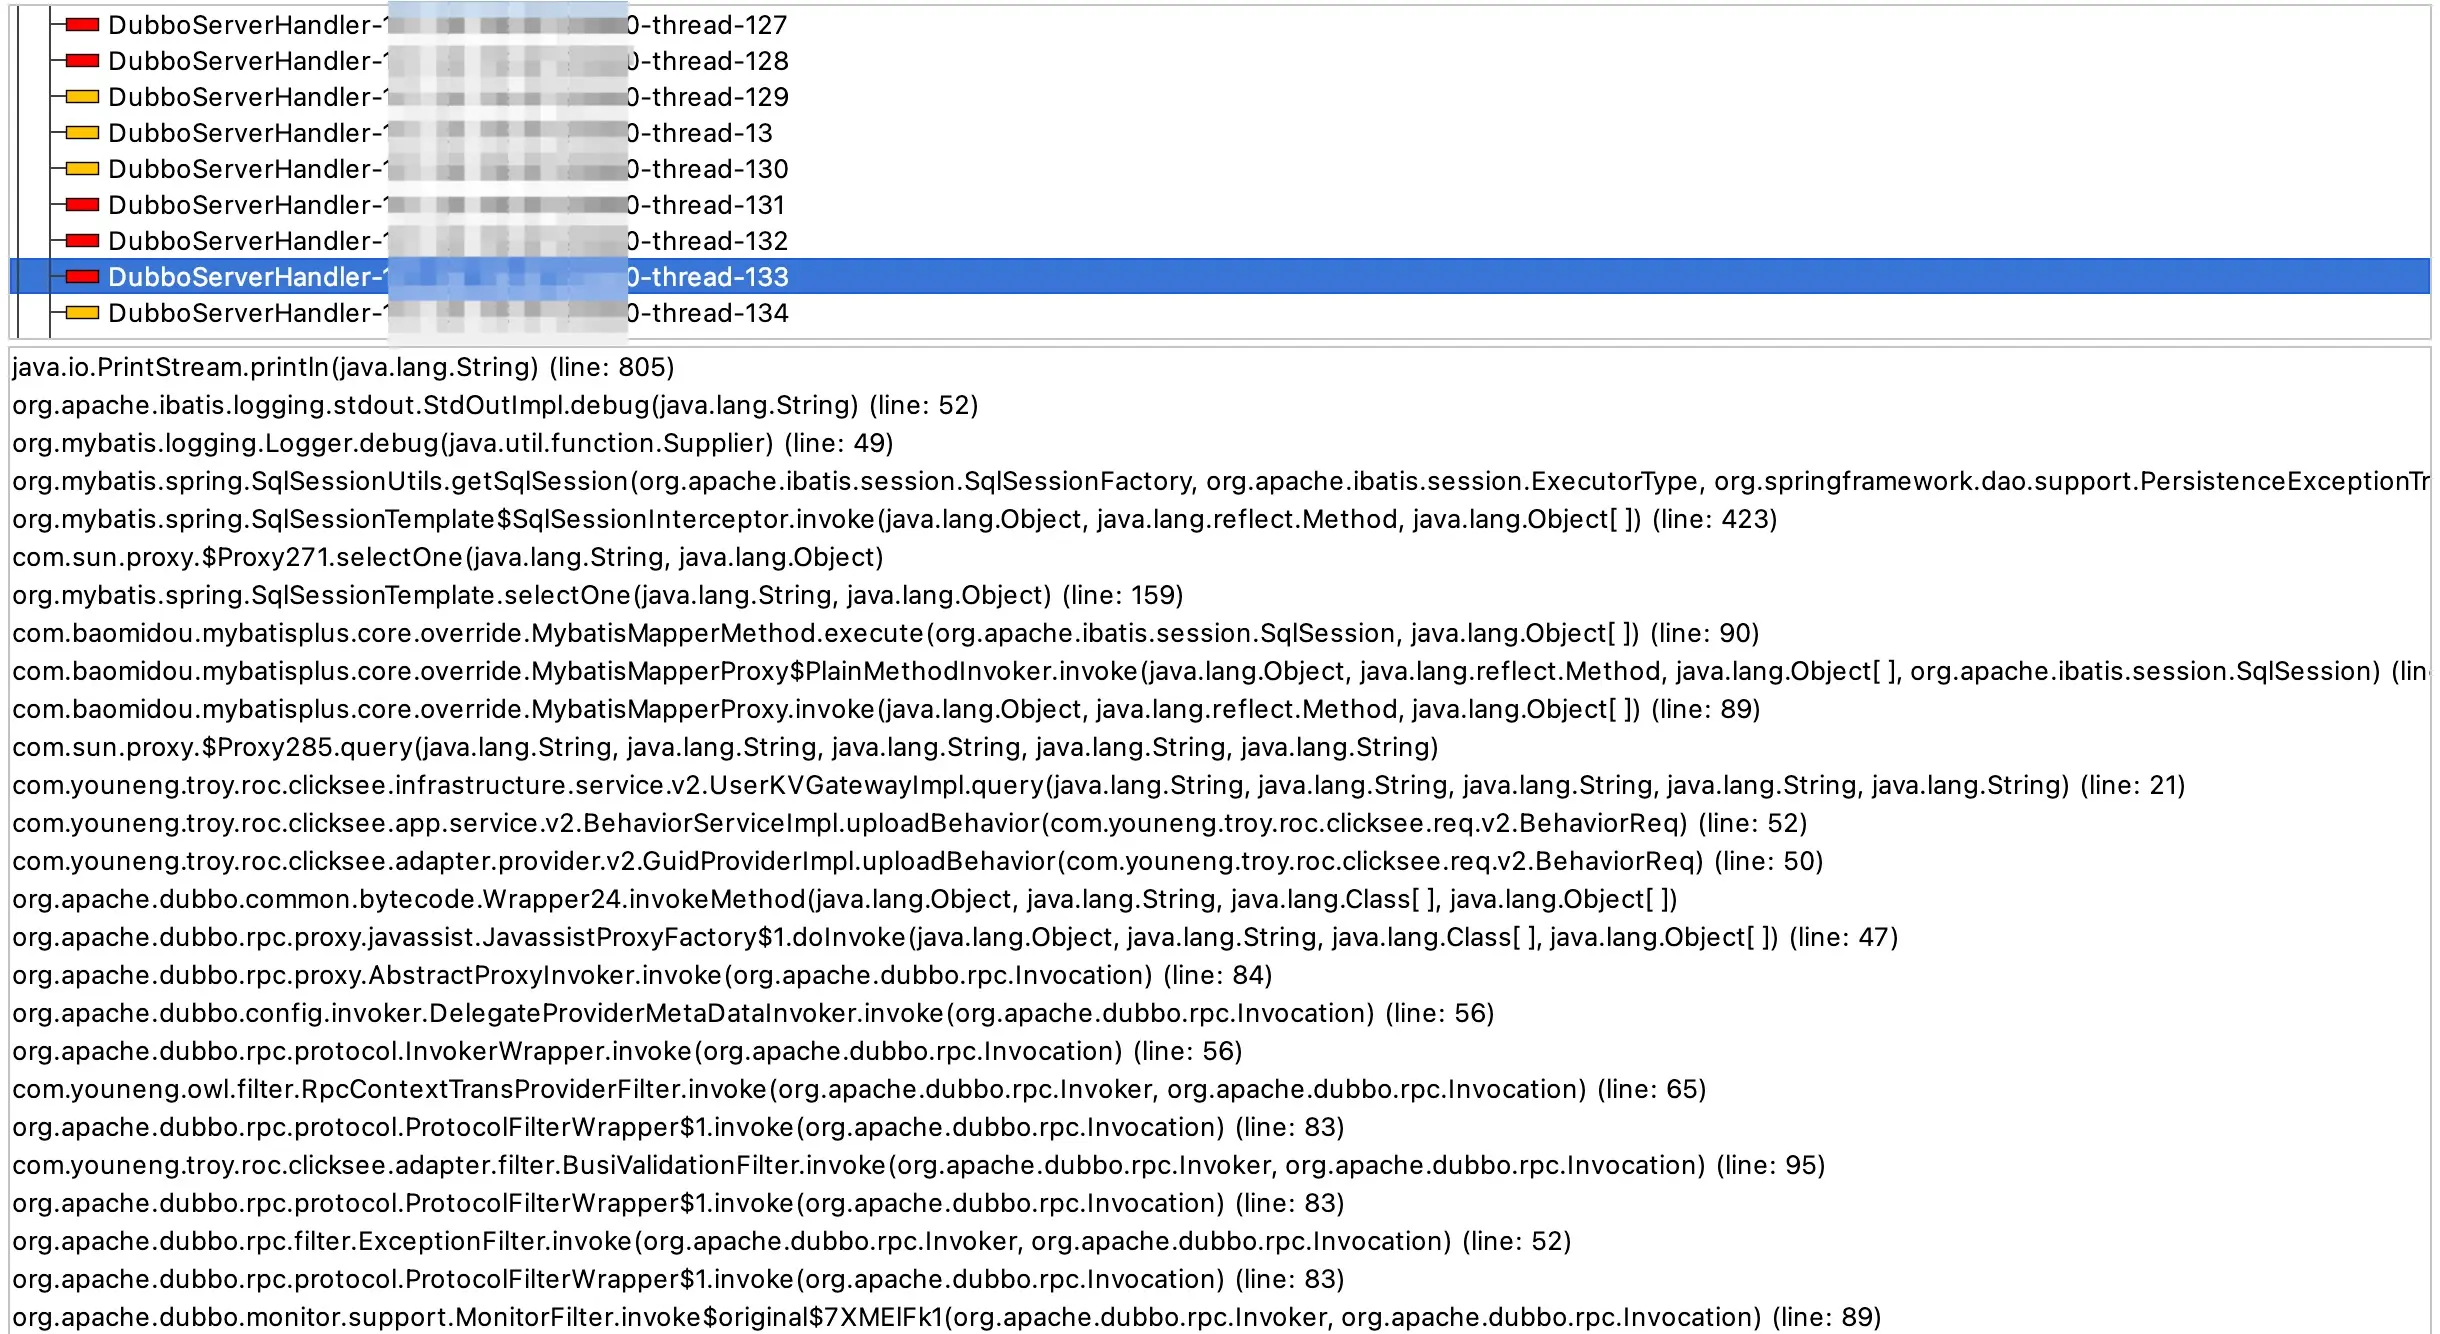 DubboServerHandler-1 0-thread-127
DubboServerHandler-1 0-thread-128
DubboServerHandler-1 0-thread-129
DubboServerHandler-1 0-thread-13
DubboServerHandler-1 0-thread-130
DubboServerHandler-1 0-thread-131
DubboServerHandler-1 0-thread-132
DubboServerHandler-1 0-thread-133
DubboServerHandler-1 0-thread-134
java.io.PrintStream.println(java.lang.String) (line: 805)
org.apache.ibatis.logging.stdout.StdOutImpl.debug(java.lang.String) (line: 52)
org.mybatis.logging.Logger.debug(java.util.function.Supplier) (line: 49)
org.mybatis.spring.SqlSessionUtils.getSqlSession(org.apache.ibatis.session.SqlSessionFactory, org.apache.ibatis.session.ExecutorType, org.springframework.dao.support.PersistenceExceptionTr
org.mybatis.spring.SqlSessionTemplate$SqlSessionInterceptor.invoke(java.lang.Object, java.lang.reflect.Method, java.lang.Object[ ]) (line: 423)
com.sun.proxy.$Proxy271.selectOne(java.lang.String, java.lang.Object)
org.mybatis.spring.SqlSessionTemplate.selectOne(java.lang.String, java.lang.Object) (line: 159)
com.baomidou.mybatisplus.core.override.MybatisMapperMethod.execute(org.apache.ibatis.session.SqlSession, java.lang.Object[ ]) (line: 90)
com.baomidou.mybatisplus.core.override.MybatisMapperProxy$PlainMethodInvoker.invoke(java.lang.Object, java.lang.reflect.Method, java.lang.Object[ ], org.apache.ibatis.session.SqlSession) (lin
com.baomidou.mybatisplus.core.override.MybatisMapperProxy.invoke(java.lang.Object, java.lang.reflect.Method, java.lang.Object[ ]) (line: 89)
com.sun.proxy.$Proxy285.query(java.lang.String, java.lang.String, java.lang.String, java.lang.String, java.lang.String)
com.youneng.troy.roc.clicksee.infrastructure.service.v2.UserKVGatewayImpl.query(java.lang.String, java.lang.String, java.lang.String, java.lang.String, java.lang.String) (line: 21)
com.youneng.troy.roc.clicksee.app.service.v2.BehaviorServiceImpl.uploadBehavior(com.youneng.troy.roc.clicksee.req.v2.BehaviorReq) (line: 52)
com.youneng.troy.roc.clicksee.adapter.provider.v2.GuidProviderImpl.uploadBehavior(com.youneng.troy.roc.clicksee.req.v2.BehaviorReq) (line: 50)
org.apache.dubbo.common.bytecode.Wrapper24.invokeMethod(java.lang.Object, java.lang.String, java.lang.Class[ ], java.lang.Object[ ])
org.apache.dubbo.rpc.proxy.javassist.JavassistProxyFactory$1.doInvoke(java.lang.Object, java.lang.String, java.lang.Class[ ], java.lang.Object[ ]) (line: 47)
org.apache.dubbo.rpc.proxy.AbstractProxyInvoker.invoke(org.apache.dubbo.rpc.Invocation) (line: 84)
org.apache.dubbo.config.invoker.DelegateProviderMetaDataInvoker.invoke(org.apache.dubbo.rpc.Invocation) (line: 56)
org.apache.dubbo.rpc.protocol.InvokerWrapper.invoke(org.apache.dubbo.rpc.Invocation) (line: 56)
com.youneng.owl.filter.RpcContextTransProviderFilter.invoke(org.apache.dubbo.rpc.Invoker, org.apache.dubbo.rpc.Invocation) (line: 65)
org.apache.dubbo.rpc.protocol.ProtocolFilterWrapper$1.invoke(org.apache.dubbo.rpc.Invocation) (line: 83)
com.youneng.troy.roc.clicksee.adapter.filter.BusiValidationFilter.invoke(org.apache.dubbo.rpc.Invoker, org.apache.dubbo.rpc.Invocation) (line: 95)
org.apache.dubbo.rpc.protocol.ProtocolFilterWrapper$1.invoke(org.apache.dubbo.rpc.Invocation) (line: 83)
org.apache.dubbo.rpc.filter.ExceptionFilter.invoke(org.apache.dubbo.rpc.Invoker, org.apache.dubbo.rpc.Invocation) (line: 52)
org.apache.dubbo.rpc.protocol.ProtocolFilterWrapper$1.invoke(org.apache.dubbo.rpc.Invocation) (line: 83)
org.apache.dubbo.monitor.support.MonitorFilter.invoke$original$7XMElFk1(org.apache.dubbo.rpc.Invoker, org.apache.dubbo.rpc.Invocation) (line: 89)